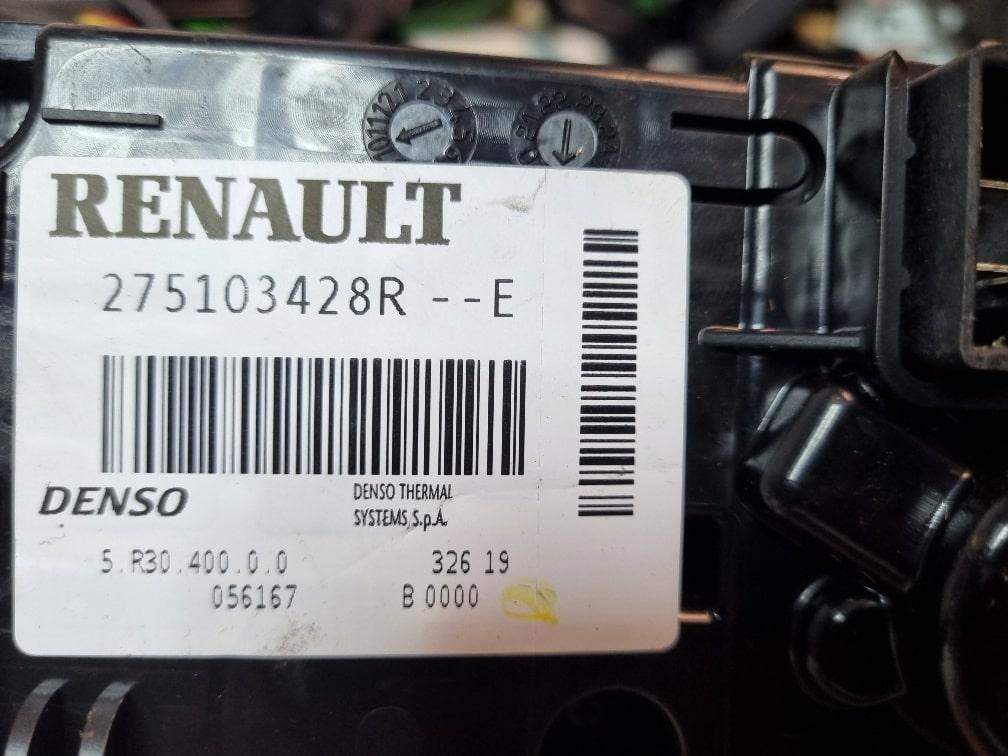 RENAULT
275103428R --E
DENSO
DENSO THERMAL
SYSTEMS, S.p.A.
5.R30.400.0.0
326 19
056167
B 0000